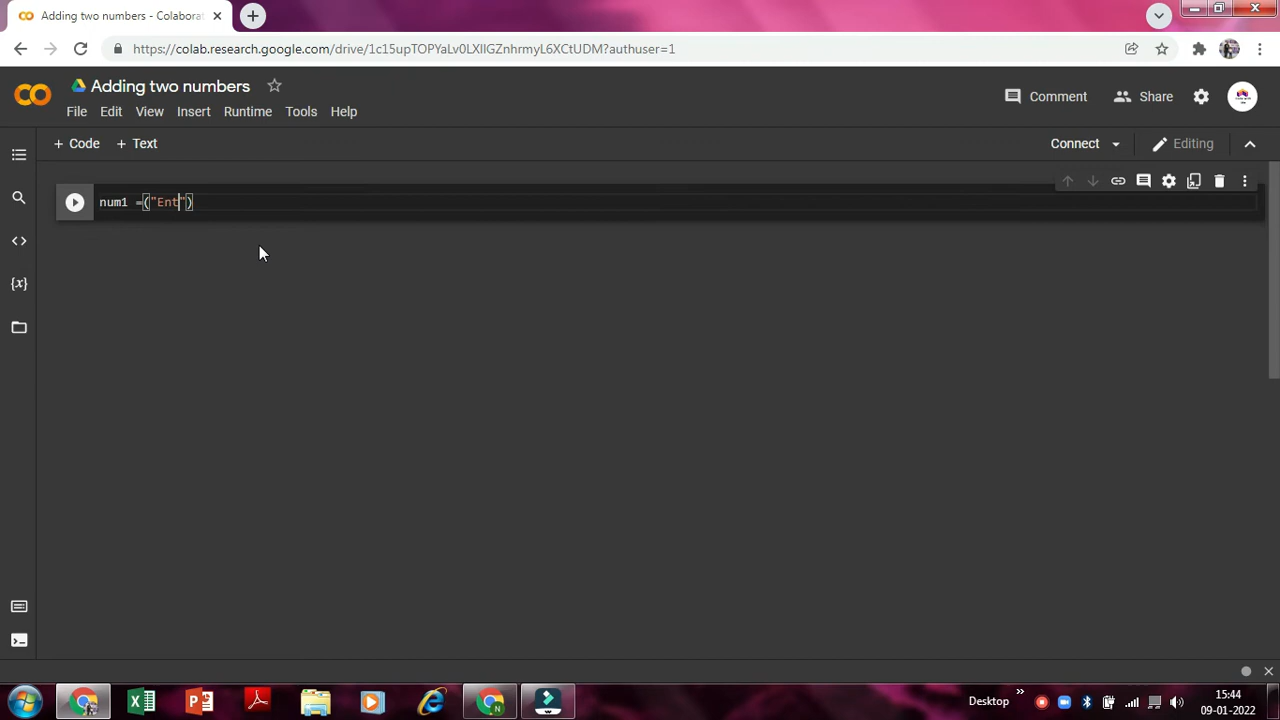 Adding two numbers - Colaborat
https://colab.research.google.com/drive/1c15upTOPYaLv0LXIlGZnhrmyL6XCtUDM?authuser=1
Adding two numbers
File Edit View Insert Runtime Tools Help
Comment Share
+ Code + Text
Connect Editing
num1 =("Ent")
{x}
Desktop
15:44
09-01-2022